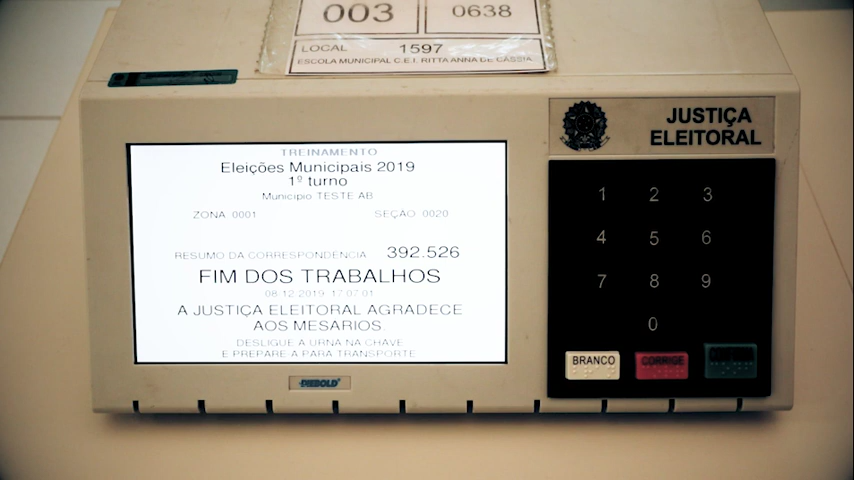 003 0638
LOCAL 1597
ESCOLA MUNICIPAL C.E.I. RITTA ANNA DE CÁSSIA
JUSTIÇA
ELEITORAL
TREINAMENTO
Eleições Municipais 2019
1º turno
Município TESTE AB
ZONA 0001 SEÇÃO 0020
RESUMO DA CORRESPONDÊNCIA 392.526
FIM DOS TRABALHOS
08-12-2019 17:07:01
A JUSTIÇA ELEITORAL AGRADECE
AOS MESARIOS
DESLIGUE A URNA NA CHAVE
E PREPARE A PARA TRANSPORTE
1 2 3
4 5 6
7 8 9
0
BRANCO CORRIGE
DIEBOLD